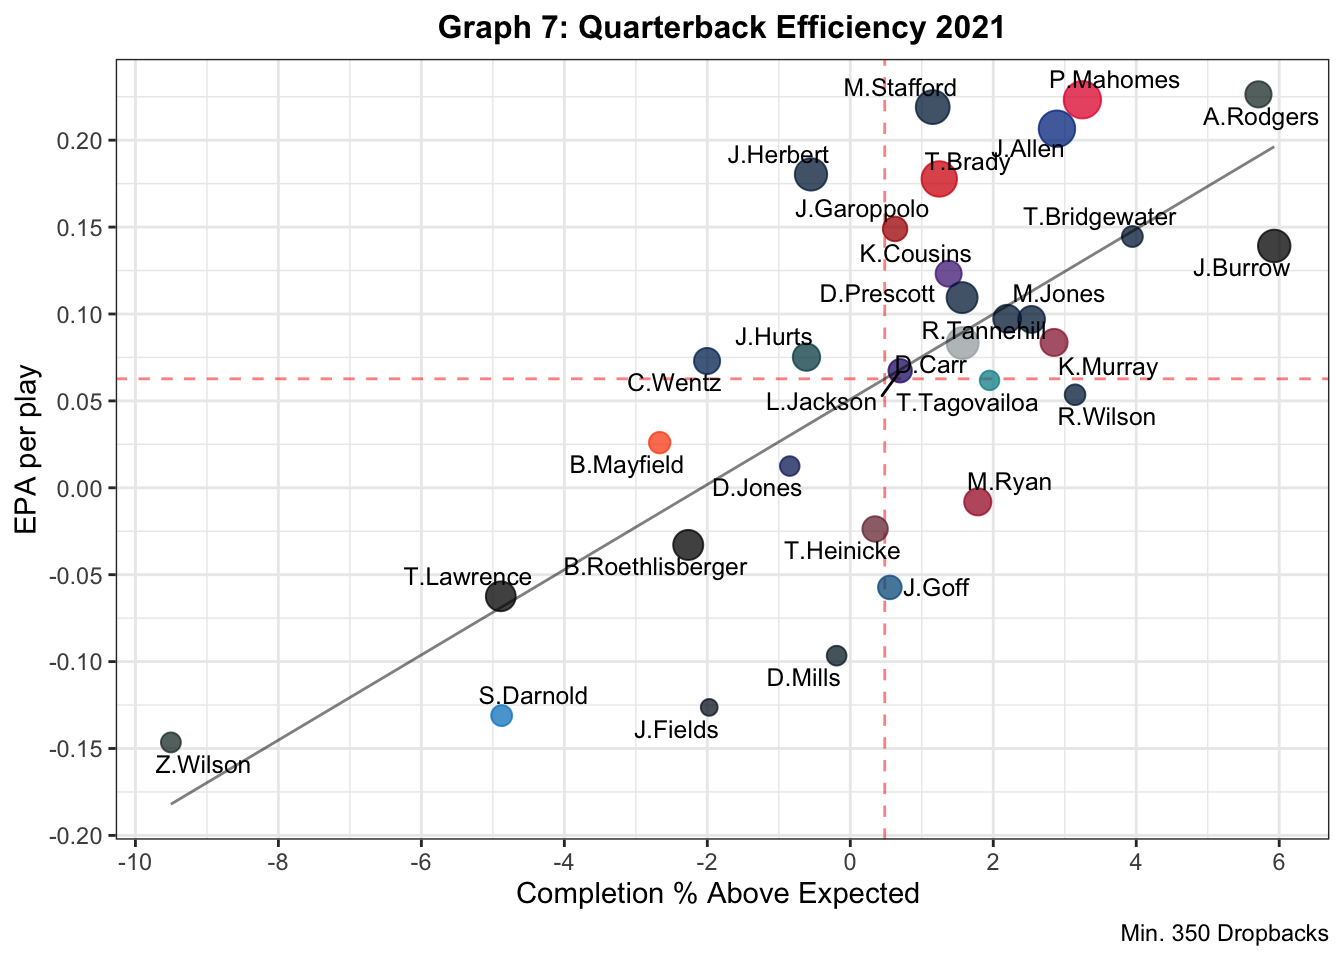 Graph 7: Quarterback Efficiency 2021
P.Mahomes
M.Stafford
A.Rodgers
J.Allen
J.Herbert
T.Brady
J.Garoppolo
T.Bridgewater
K.Cousins
J.Burrow
D.Prescott
M.Jones
R.Tannehill
J.Hurts
D.Carr
K.Murray
C.Wentz
L.Jackson
T.Tagovailoa
R.Wilson
B.Mayfield
D.Jones
M.Ryan
T.Heinicke
B.Roethlisberger
T.Lawrence
J.Goff
D.Mills
S.Darnold
J.Fields
Z.Wilson
EPA per play
0.20
0.15
0.10
0.05
0.00
-0.05
-0.10
-0.15
-0.20
-10 -8 -6 -4 -2 0 2 4 6
Completion % Above Expected
Min. 350 Dropbacks